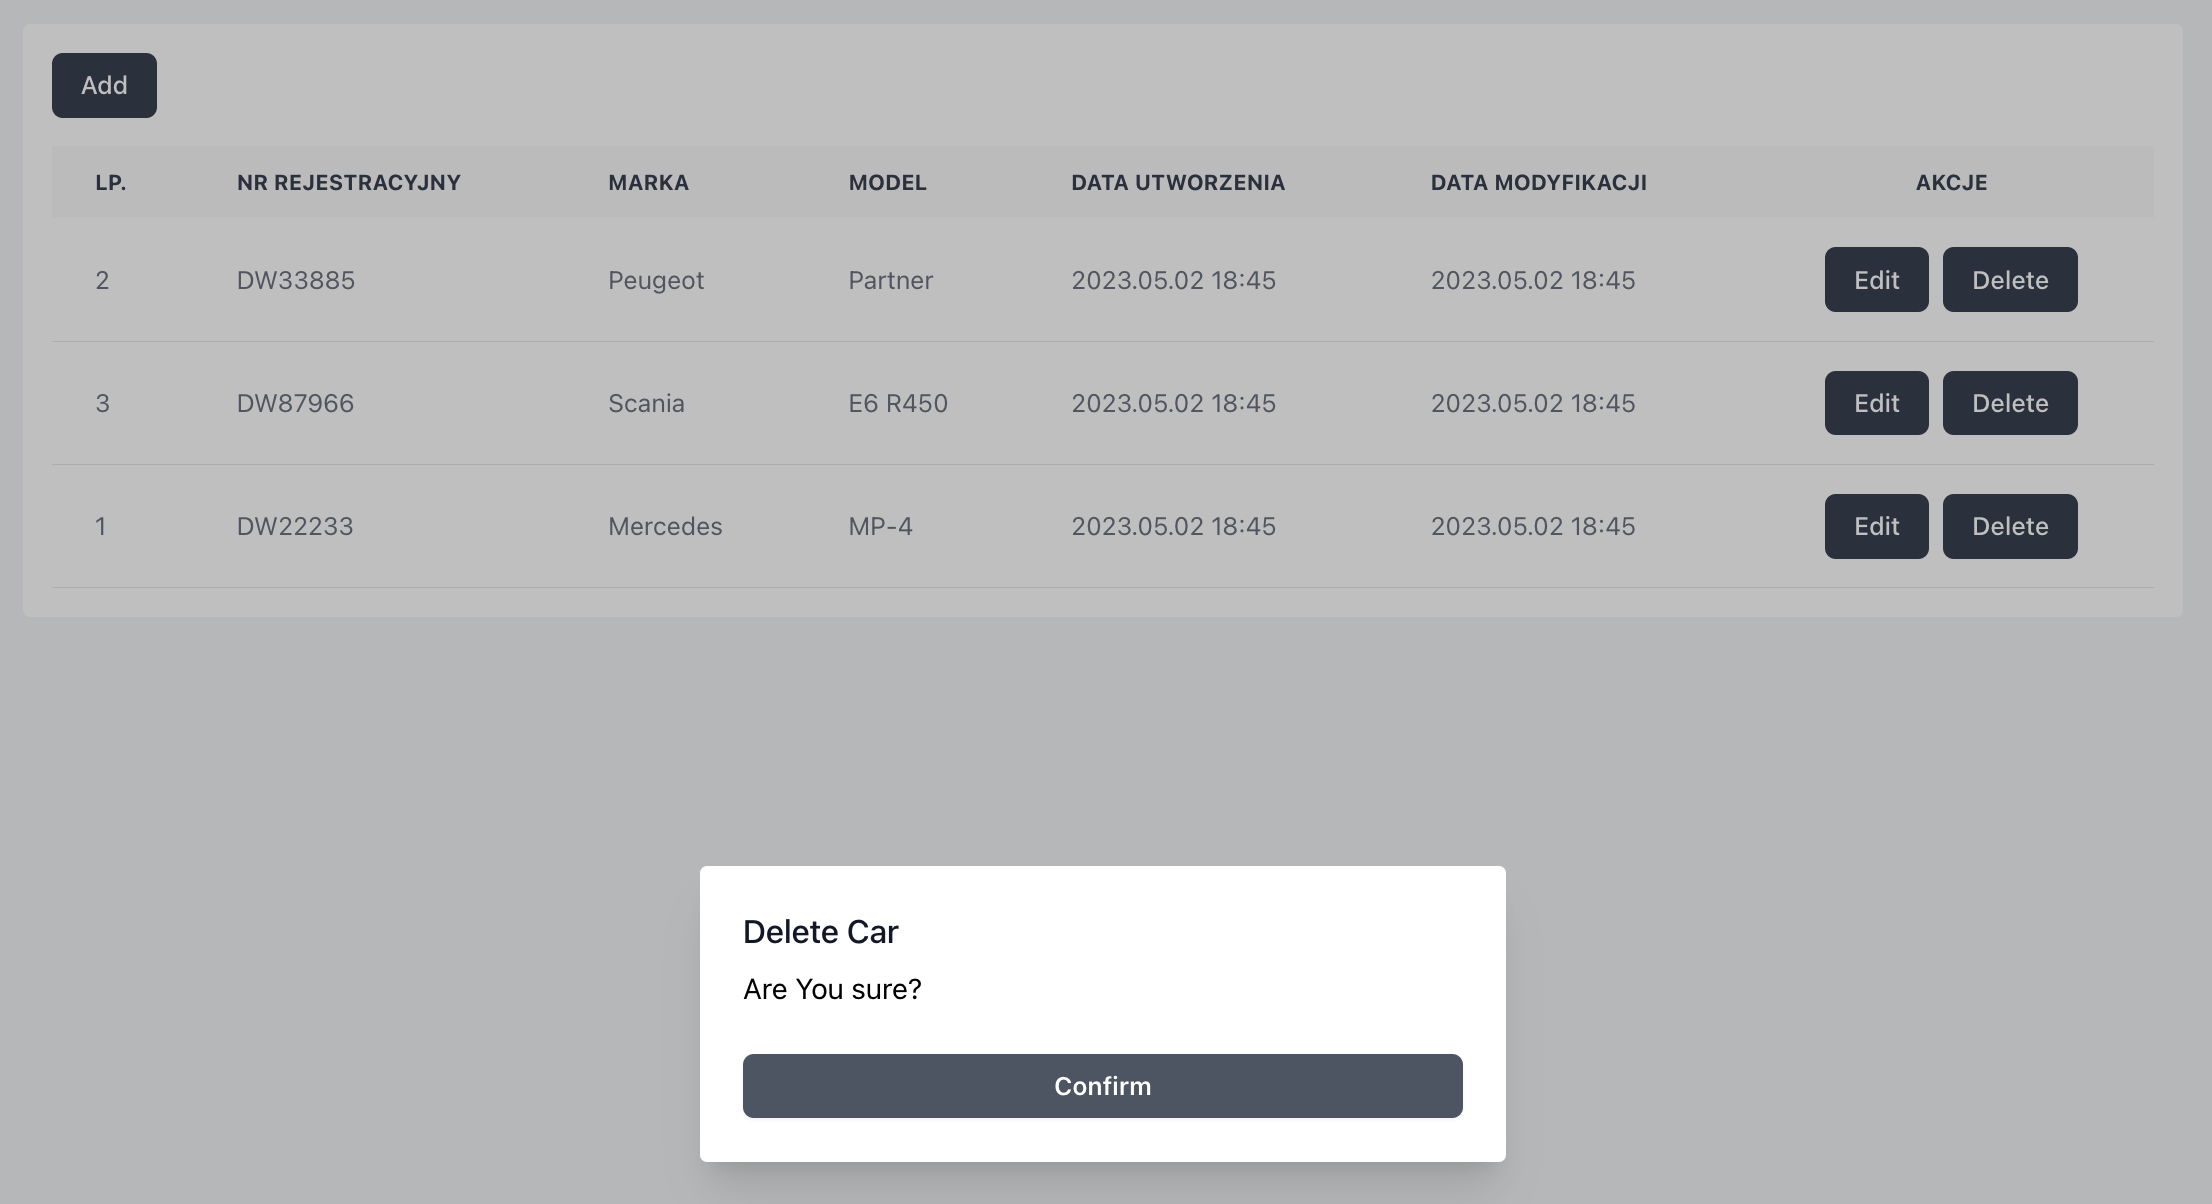 Add
LP. NR REJESTRACYJNY MARKA MODEL DATA UTWORZENIA DATA MODYFIKACJI AKCJE
2 DW33885 Peugeot Partner 2023.05.02 18:45 2023.05.02 18:45 Edit Delete
3 DW87966 Scania E6 R450 2023.05.02 18:45 2023.05.02 18:45 Edit Delete
1 DW22233 Mercedes MP-4 2023.05.02 18:45 2023.05.02 18:45 Edit Delete
Delete Car
Are You sure?
Confirm